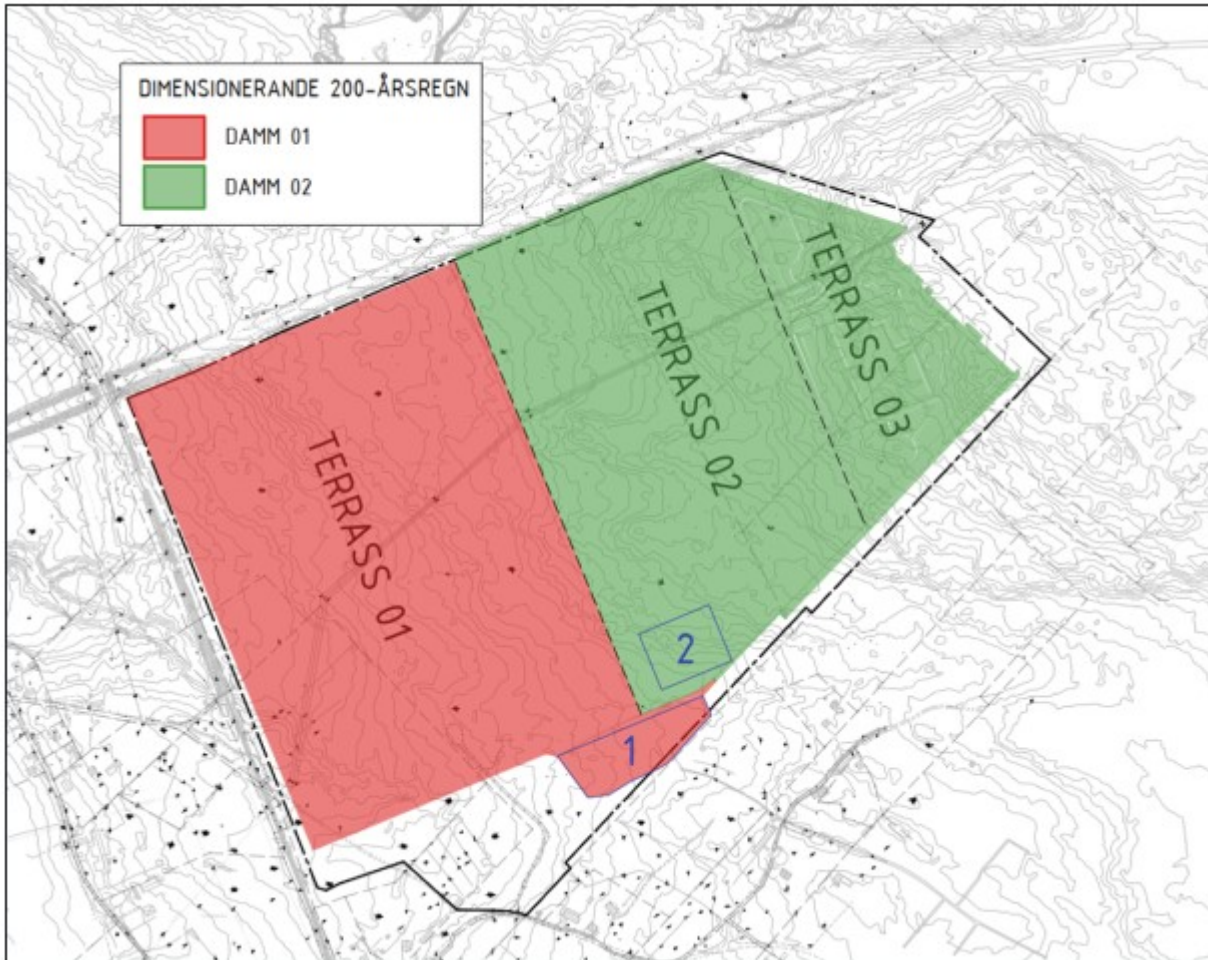 DIMENSIONERANDE 200-ÅRSREGN
DAMM 01
DAMM 02
TERRASS 01
TERRASS 02
TERRASS 03
2
1